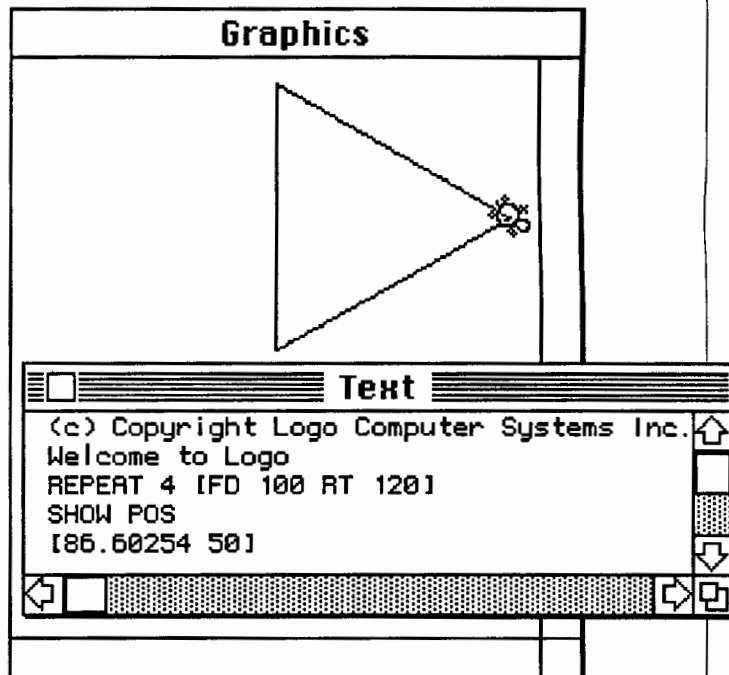 Graphics
Text
(c) Copyright Logo Computer Systems Inc.
Welcome to Logo
REPEAT 4 [FD 100 RT 120]
SHOW POS
[86.60254 50]